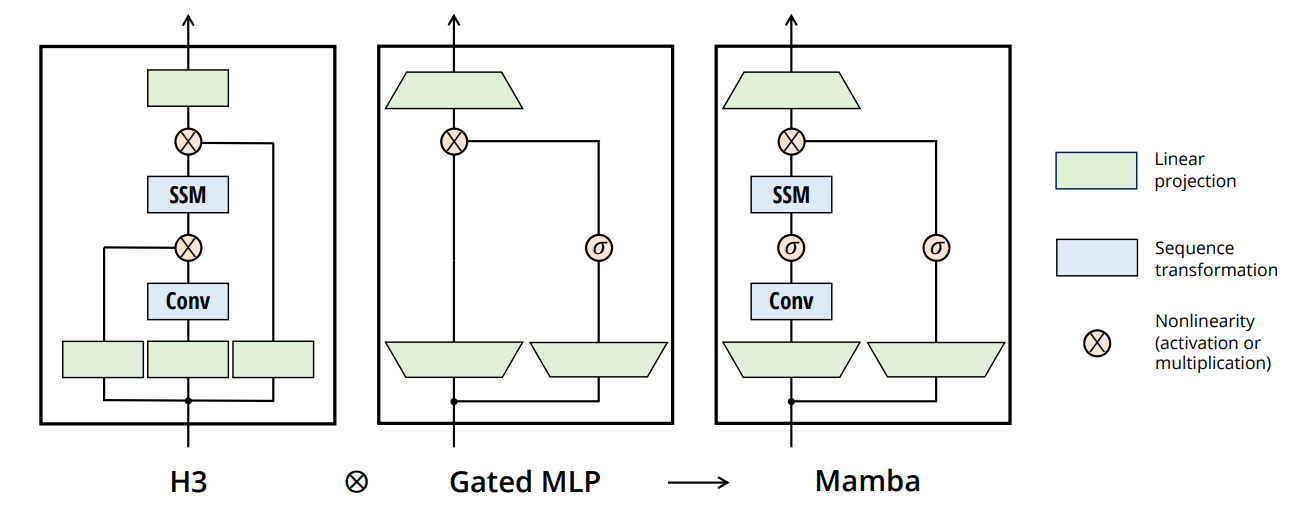 SSM
Conv
H3
⊗
σ
Gated MLP
→
SSM
σ
σ
Conv
Mamba
Linear
projection
Sequence
transformation
Nonlinearity
(activation or
multiplication)